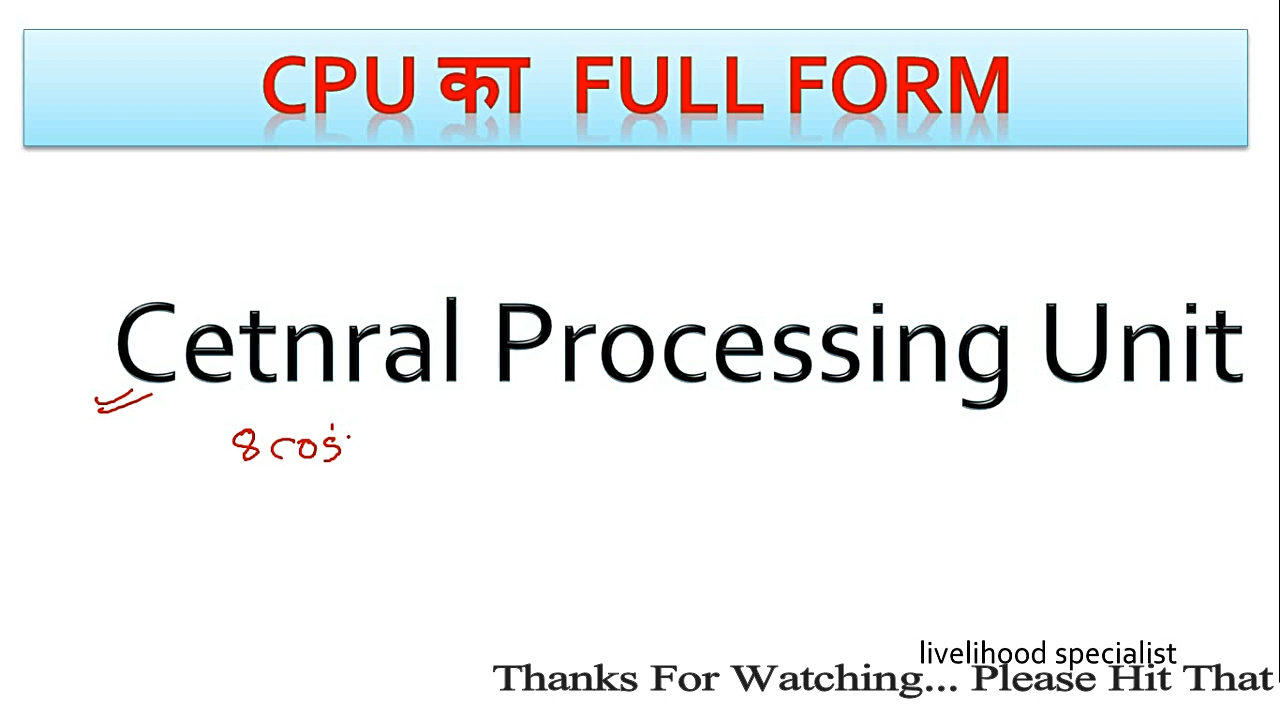 CPU का FULL FORM
Cetnral Processing Unit
livelihood specialist
Thanks For Watching... Please Hit That